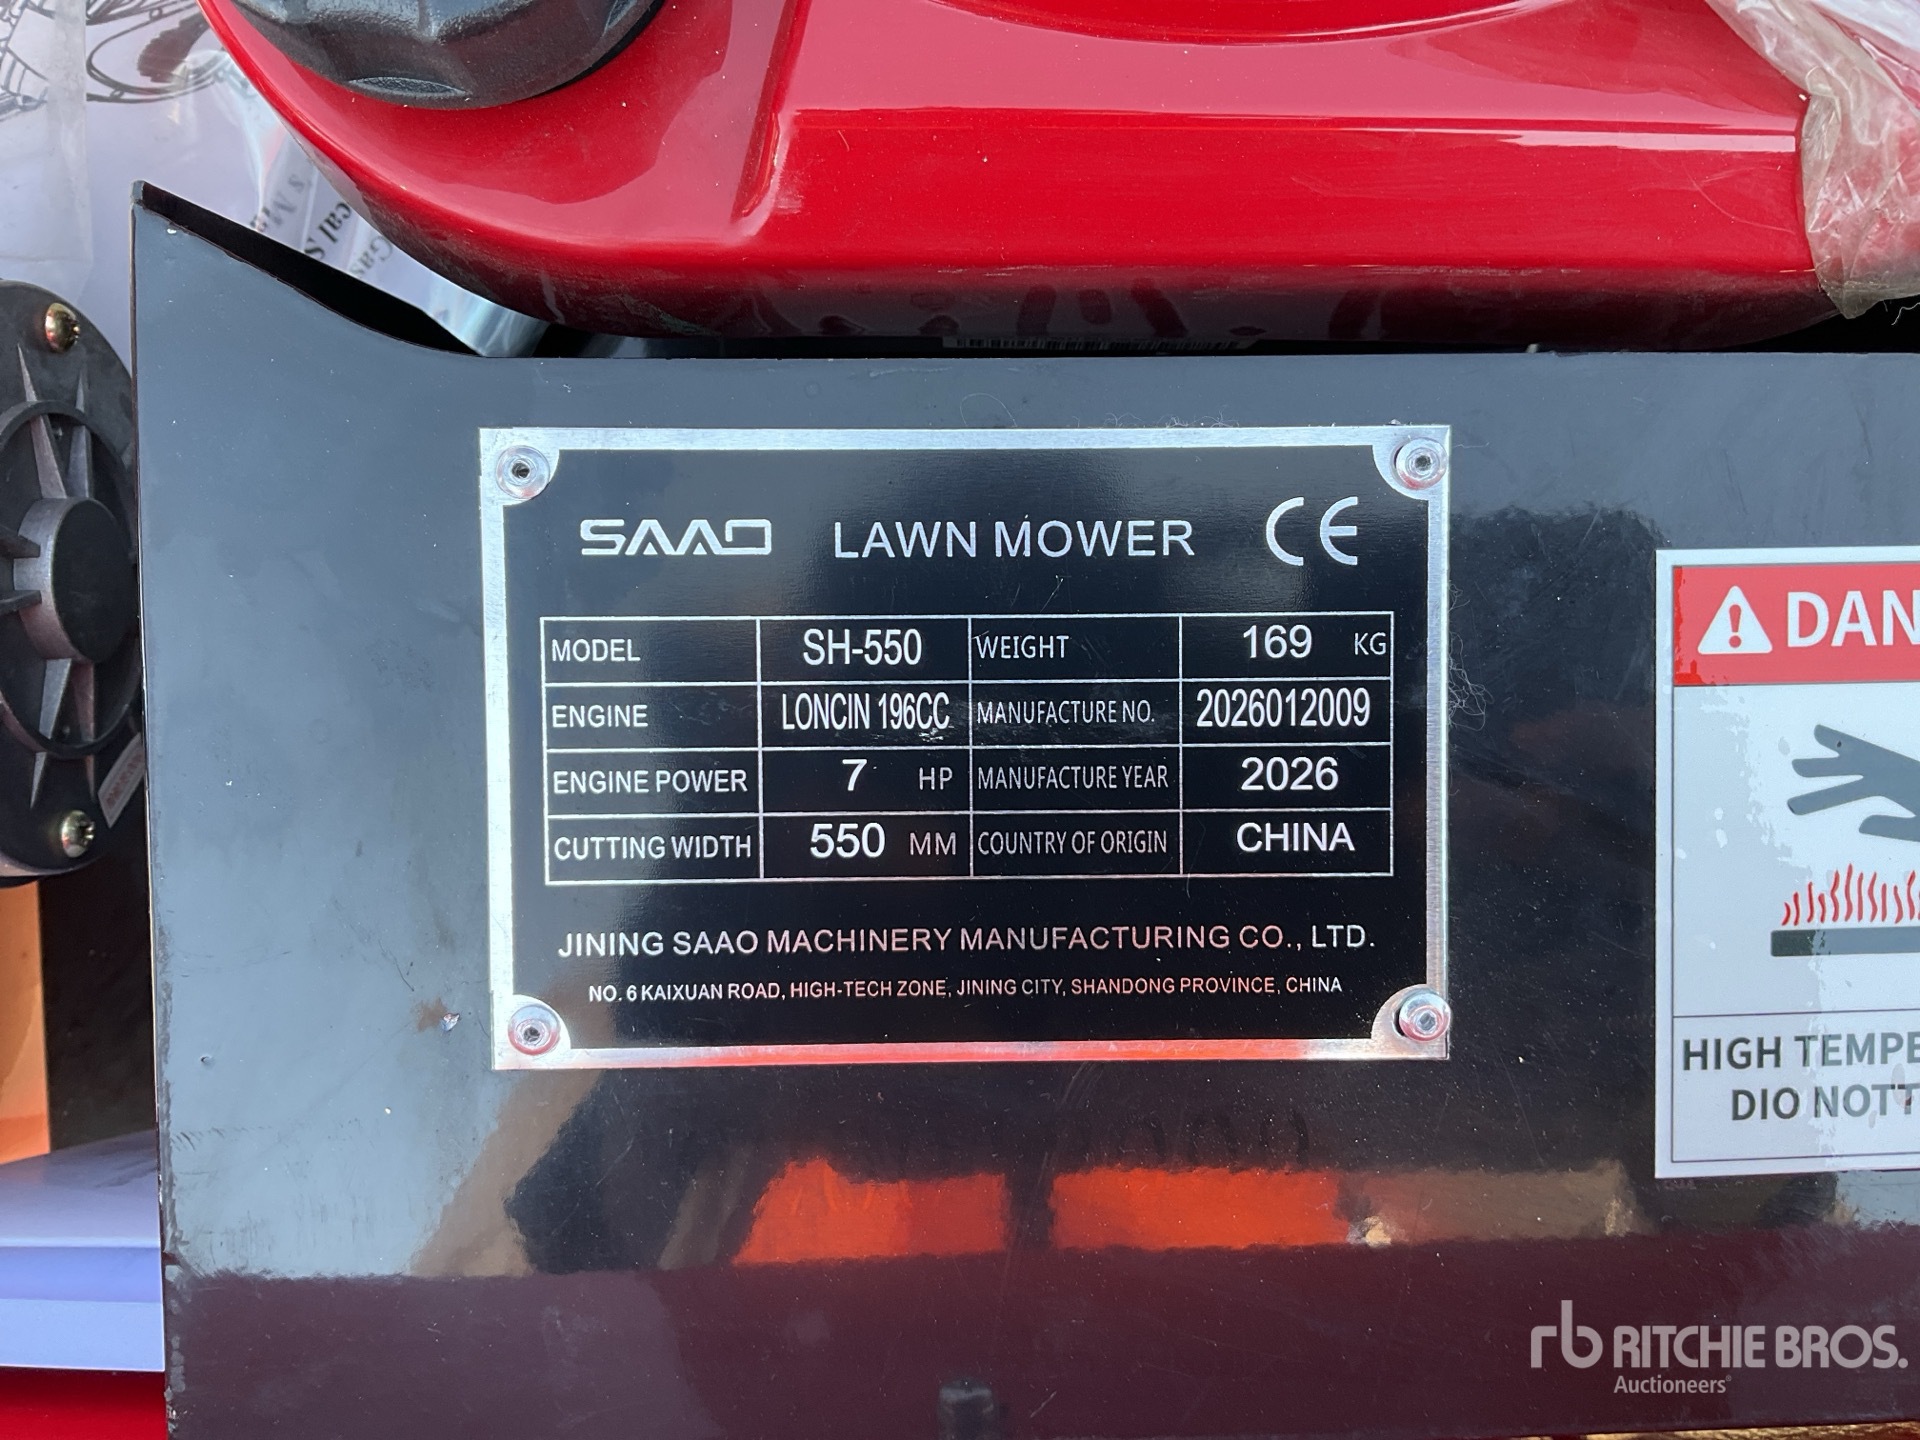 SAAO LAWN MOWER CE
MODEL SH-550 WEIGHT 169 KG
ENGINE LONCIN 196CC MANUFACTURE NO. 2026012009
ENGINE POWER 7 HP MANUFACTURE YEAR 2026
CUTTING WIDTH 550 MM COUNTRY OF ORIGIN CHINA
JINING SAAO MACHINERY MANUFACTURING CO., LTD.
NO. 6 KAIXUAN ROAD, HIGH-TECH ZONE, JINING CITY, SHANDONG PROVINCE, CHINA
DAN
HIGH TEMPE
DIO NOTT
rb RITCHIE BROS.
Auctioneers